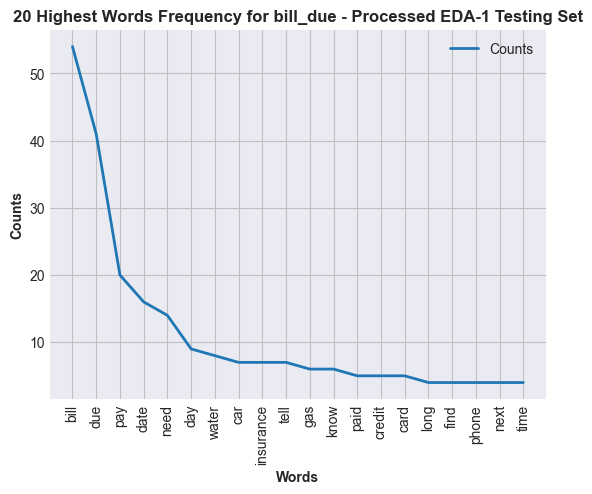 20 Highest Words Frequency for bill_due - Processed EDA-1 Testing Set
Counts
50
40
30
20
10
Counts
bill
due
pay
date
need
day
water
car
insurance
tell
gas
know
paid
credit
card
long
find
phone
next
time
Words